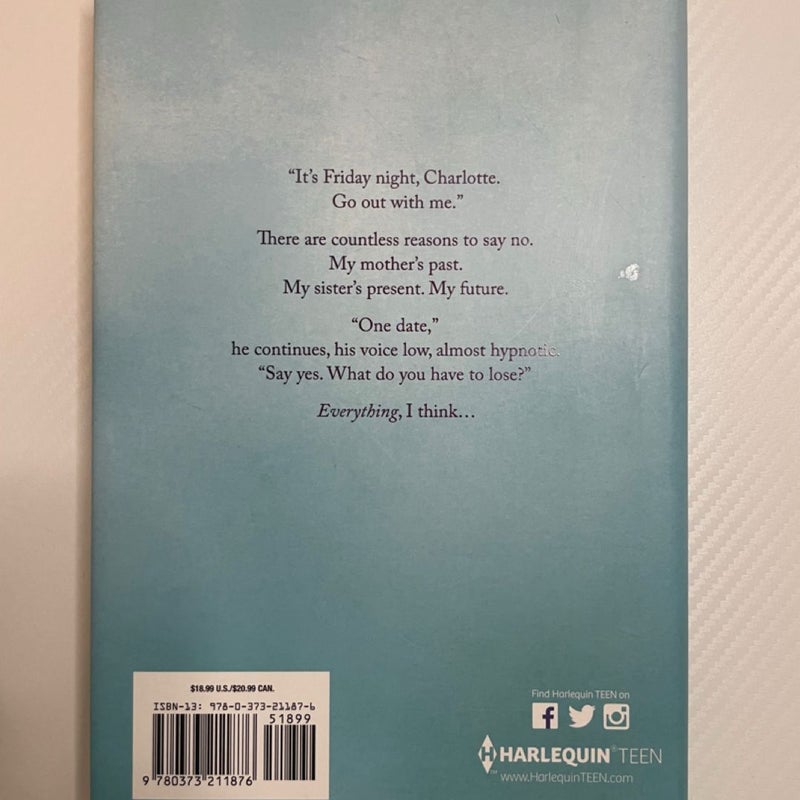 “It’s Friday night, Charlotte.
Go out with me.”
There are countless reasons to say no.
My mother’s past.
My sister’s present. My future.
“One date,”
he continues, his voice low, almost hypnotic.
“Say yes. What do you have to lose?”
Everything, I think…
$18.99 U.S./$20.99 CAN.
ISBN-13: 978-0-373-21187-6
51899
9 780373 211876
Find Harlequin TEEN on
HARLEQUIN® TEEN
™
www.HarlequinTEEN.com